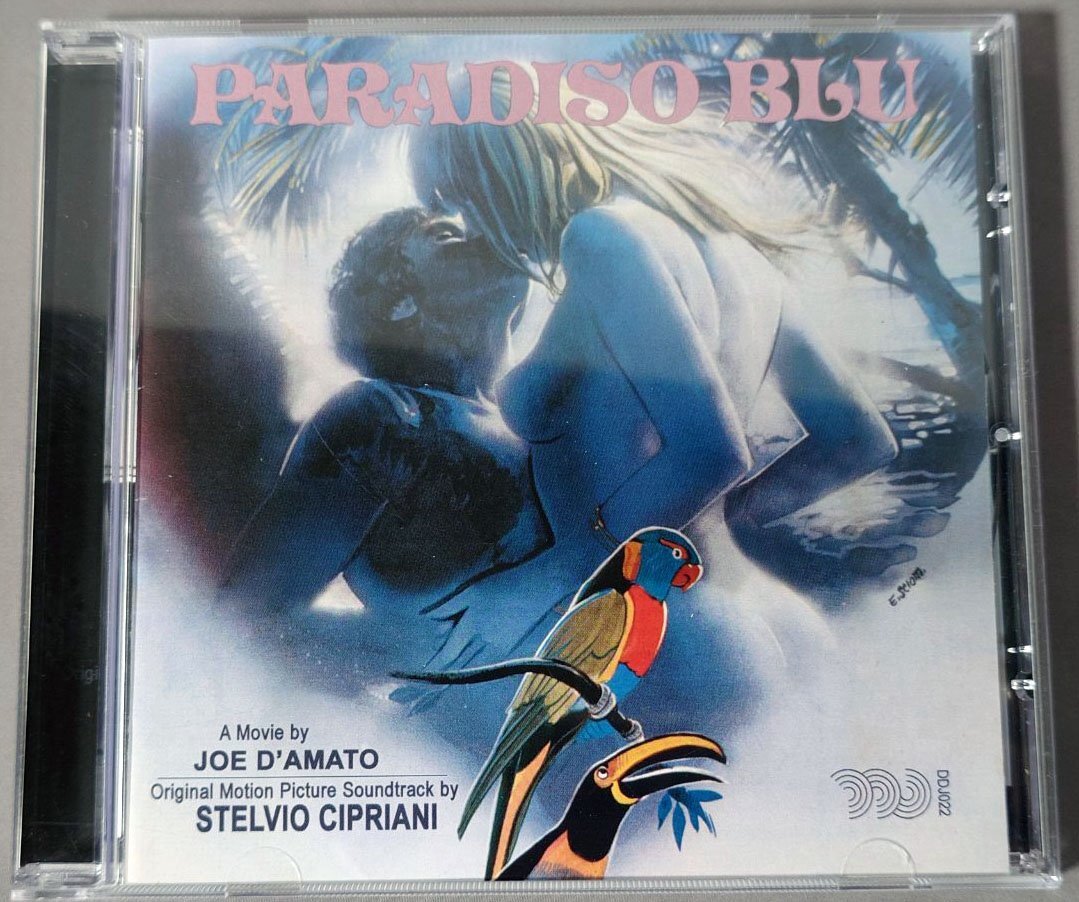 PARADISO BLU
A Movie by
JOE D'AMATO
Original Motion Picture Soundtrack by
STELVIO CIPRIANI
DDJ022